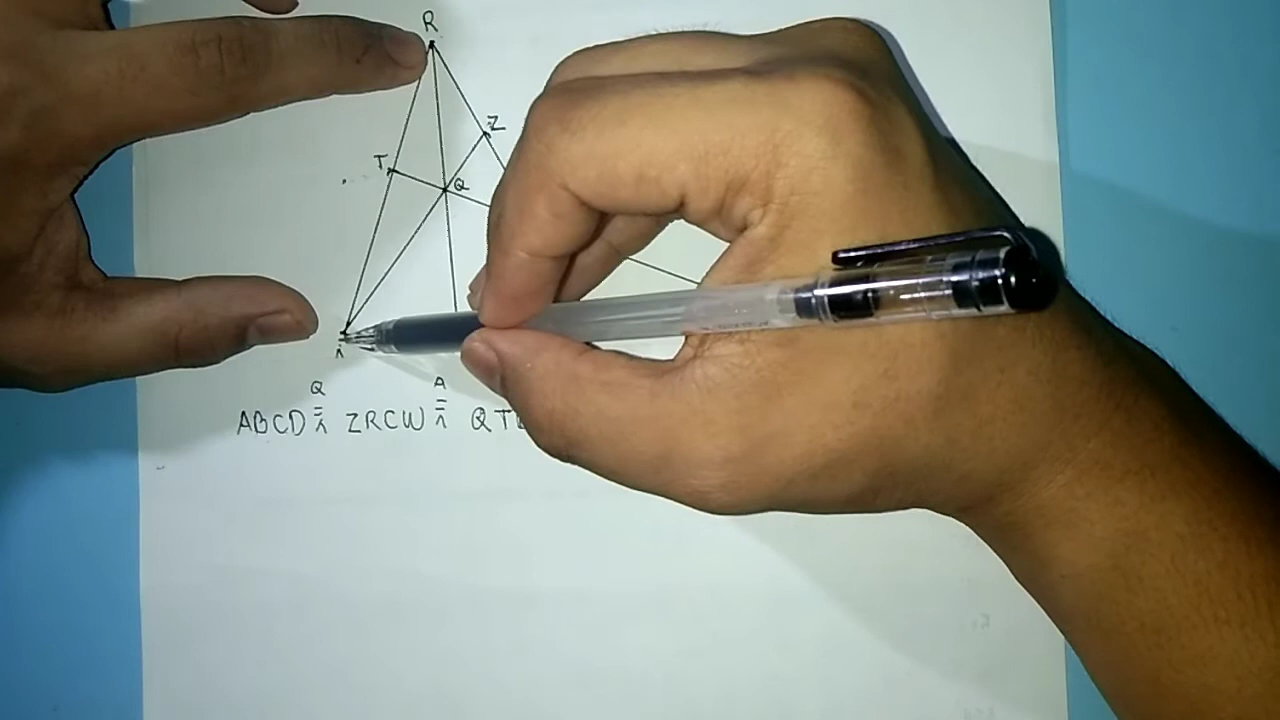 R
Z
T
Q
Q A
ABCD ⌅ ZRCW ⌅ QT